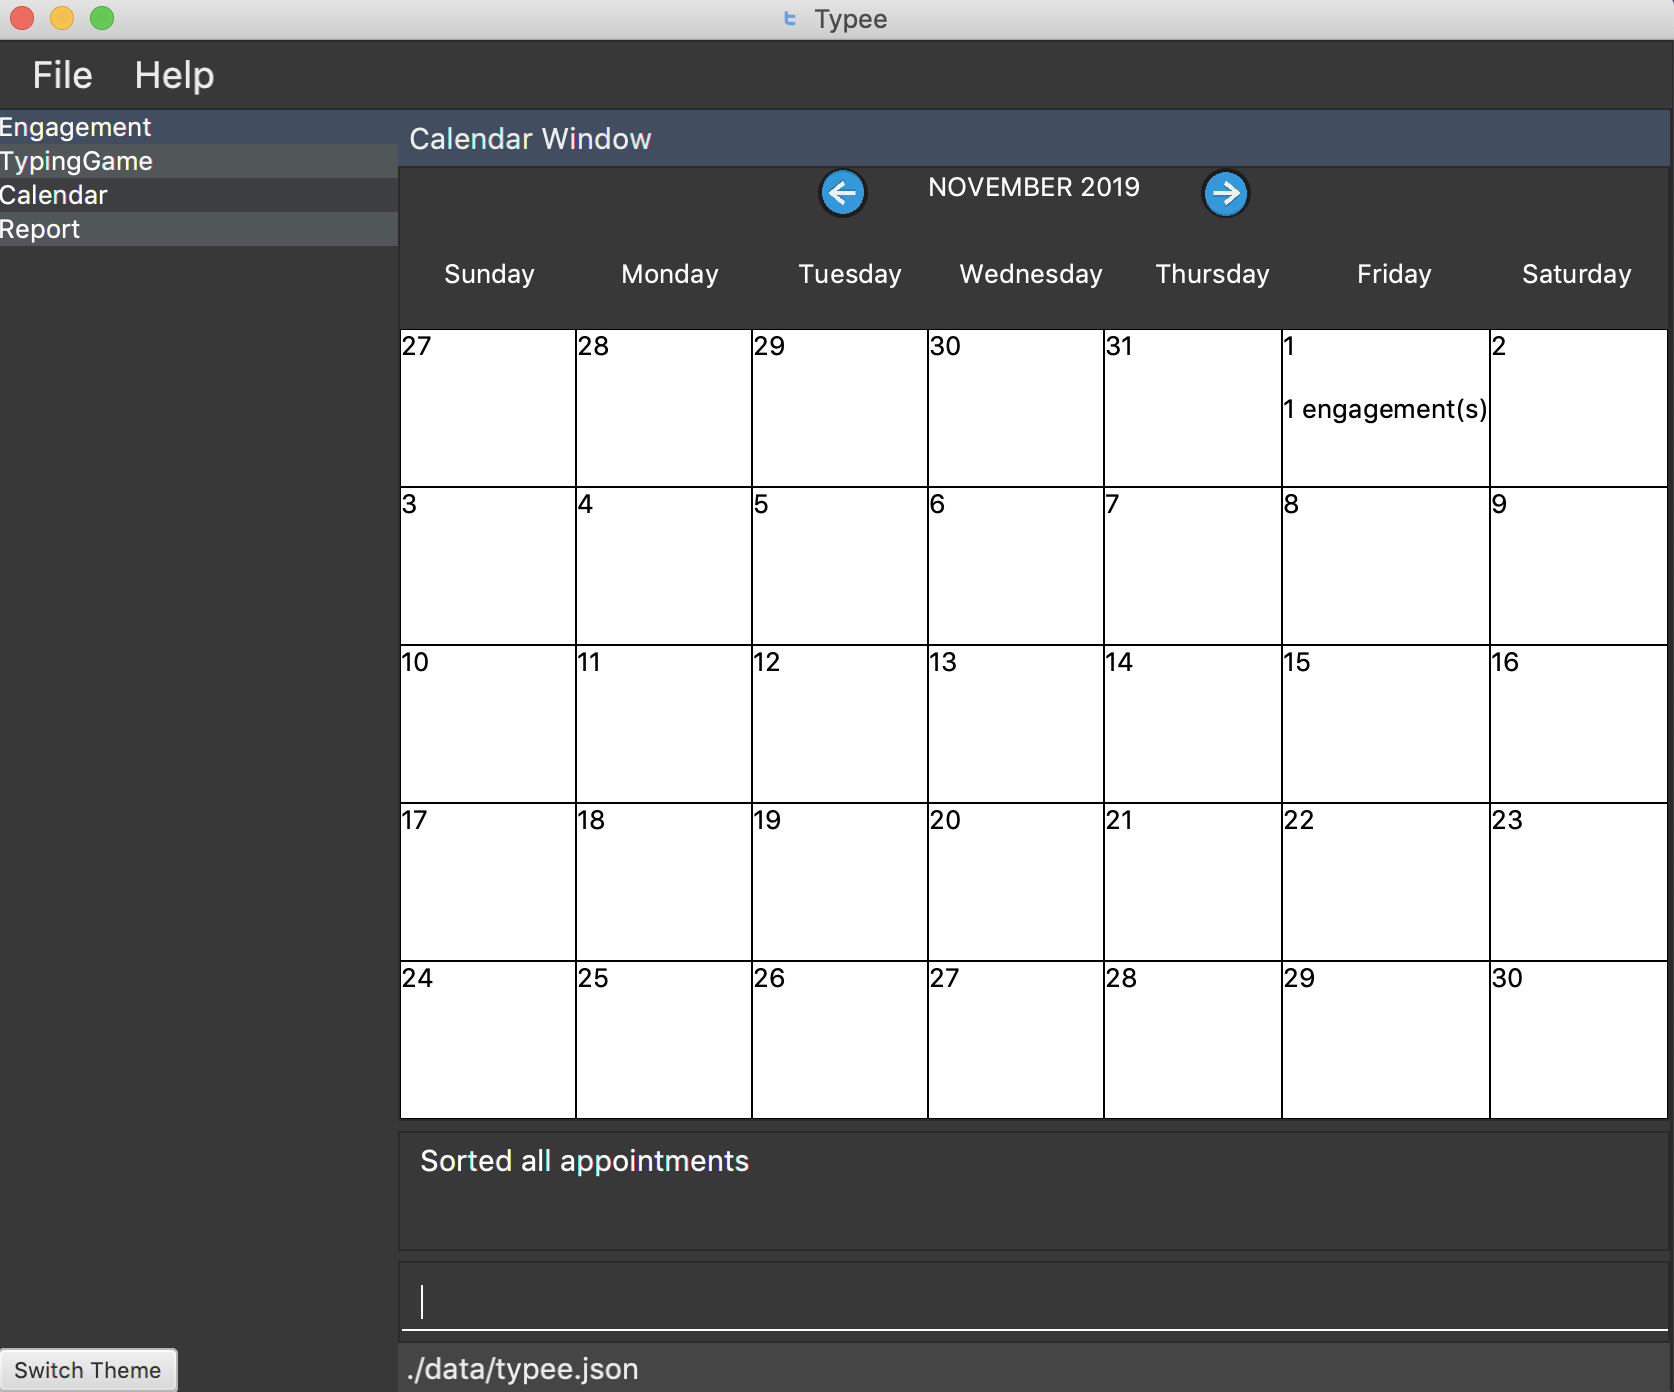 Typee
File Help
Engagement
TypingGame
Calendar
Report
Calendar Window
NOVEMBER 2019
Sunday Monday Tuesday Wednesday Thursday Friday Saturday
27 28 29 30 31 1 2
1 engagement(s)
3 4 5 6 7 8 9
10 11 12 13 14 15 16
17 18 19 20 21 22 23
24 25 26 27 28 29 30
Sorted all appointments
Switch Theme
./data/typee.json